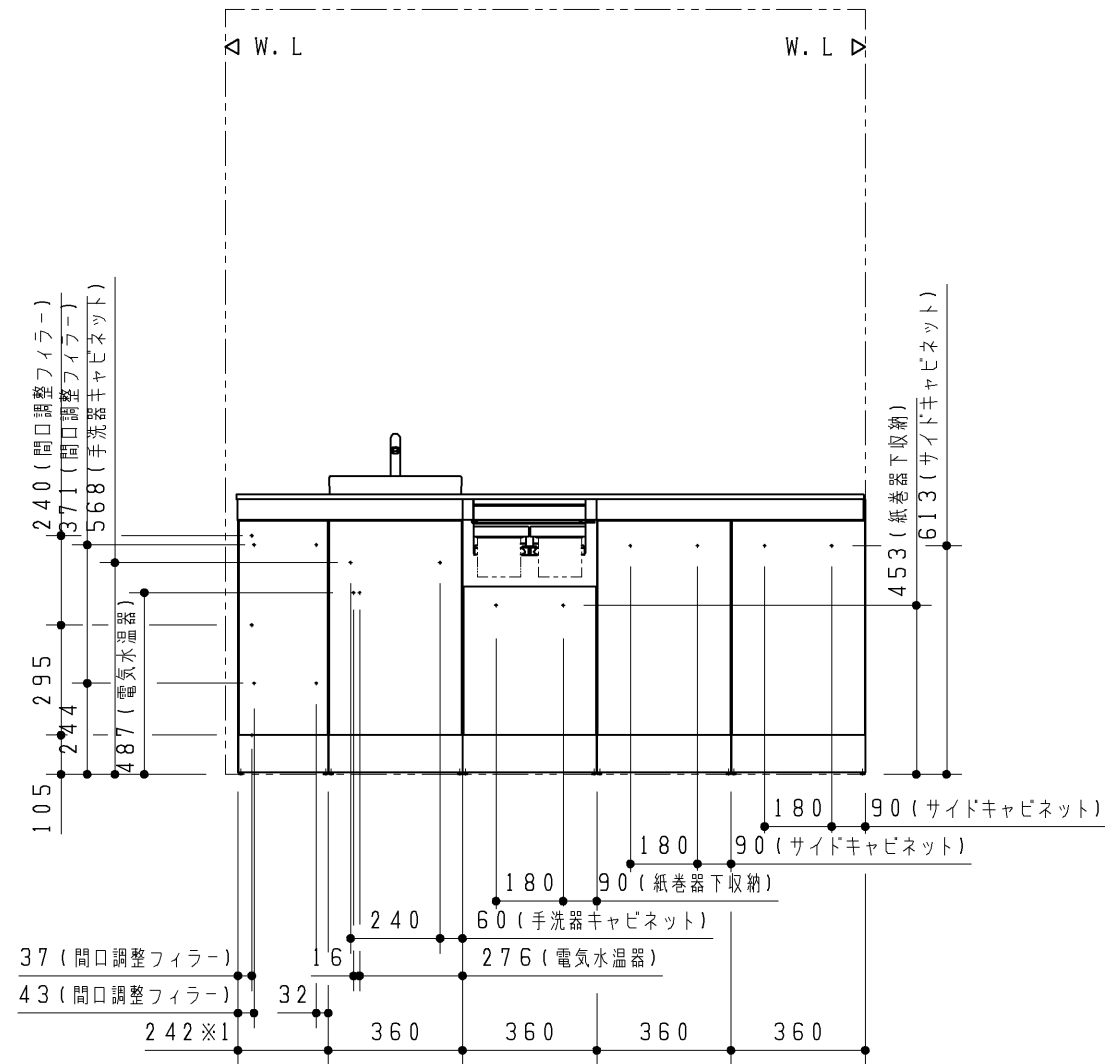 W.L
W.L
240(間口調整フィラー)
371(間口調整フィラー)
568(手洗器キャビネット)
487(電気水温器)
295
244
105
453(紙巻器下収納)
613(サイドキャビネット)
180 90(サイドキャビネット)
180 90(サイドキャビネット)
180 90(紙巻器下収納)
240 60(手洗器キャビネット)
37(間口調整フィラー) 16 276(電気水温器)
43(間口調整フィラー) 32
242※1 360 360 360 360